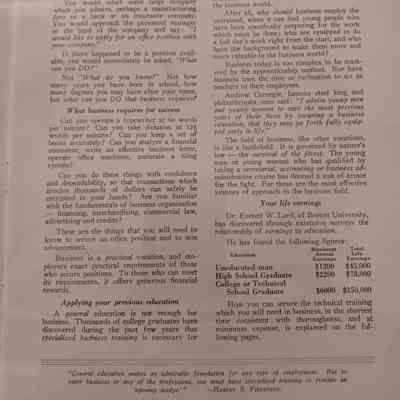 You would visit some large company
which you admire, perhaps a manufacturing
firm or a bank or an insurance company.
You would approach the personnel manager
or the head of the company and say: "I
would like to apply for an office position with
your company."
If there happened to be a position avail-
able, you would immediately be asked, "What
can you DO?"
Not "What do you know?" Not how
many years you have been in school, how
many degrees you may have after your name,
but what can you DO that business requires?
What business requires for success
Can you operate a typewriter at 60 words
per minute? Can you take dictation at 125
words per minute? Can you keep a set of
books accurately? Can you analyze a financial
statement, write an effective business letter,
operate office machines, maintain a filing
system?
Can you do these things with confidence
and dependability, so that transactions which
involve thousands of dollars can safely be
entrusted to your hands? Are you familiar
with the fundamentals of business organization
— financing, merchandising, commercial law,
advertising and credits?
These are the things that you will need to
know to secure an office position and to win
advancement.
Business is a practical vocation, and em-
ployers exact practical requirements of those
who secure positions. To those who can meet
its requirements, it offers generous financial
rewards.
Applying your previous education
A general education is not enough for
business. Thousands of college graduates have
discovered during the past few years that
specialized business training is necessary for
the business world.
After all, why should business employ the
untrained, when it can find young people who
have been specifically preparing for the work
which must be done; who are equipped to do
a full day's work right from the start, and who
have the background to make them more and
more valuable in the business world?
Business today is too complex to be mast-
ered by the apprenticeship method. Nor have
business men the time or inclination to act as
teachers to their employees.
Andrew Carnegie, famous steel king and
philanthropist, once said: "I advise young men
and young women to save the most precious
years of their lives by securing a business
education, that they may go forth fully equip-
ped early in life."
The field of business, like other vocations,
is like a battlefield. It is governed by nature's
law — the survival of the fittest. The young
man or young woman who has qualified by
taking a secretarial, accounting or business ad-
ministration course has donned a suit of armor
for the fight. For these are the most effective
avenues of approach in the business field.
Your life earnings
Dr. Everett W. Lord, of Boston University,
has discovered through extensive surveys the
relationship of earnings to education.
He has found the following figures:
Education Maximum Annual Earnings Total Life Earnings
Uneducated man $1200 $45,000
High School Graduate $2200 $78,000
College or Technical
School Graduate $6000 $150,000
How you can secure the technical training
which you will need in business, in the shortest
time consistent with thoroughness, and at
minimum expense, is explained on the fol-
lowing pages.
"General education makes an admirable foundation for any type of employment. But to
enter business or any of the professions, one must have specialized training to provide an
'opening wedge'." —Harvey S. Firestone.